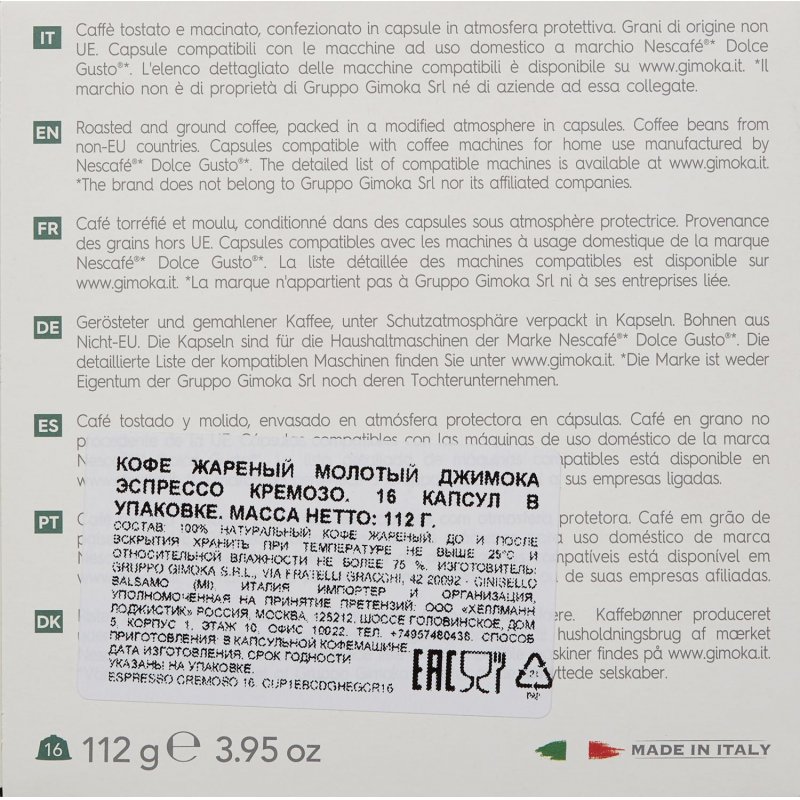 IT
Caffè tostato e macinato, confezionato in capsule in atmosfera protettiva. Grani di origine non
UE. Capsule compatibili con le macchine ad uso domestico a marchio Nescafé®* Dolce
Gusto®*. L'elenco dettagliato delle macchine compatibili è disponibile su www.gimoka.it. *Il
marchio non è di proprietà di Gruppo Gimoka Srl né di aziende ad essa collegate.
EN
Roasted and ground coffee, packed in a modified atmosphere in capsules. Coffee beans from
non-EU countries. Capsules compatible with coffee machines for home use manufactured by
Nescafé®* Dolce Gusto®*. The detailed list of compatible machines is available at www.gimoka.it.
*The brand does not belong to Gruppo Gimoka Srl nor its affiliated companies.
FR
Café torréfié et moulu, conditionné dans des capsules sous atmosphère protectrice. Provenance
des grains hors UE. Capsules compatibles avec les machines à usage domestique de la marque
Nescafé®* Dolce Gusto®*. La liste détaillée des machines compatibles est disponible sur
www.gimoka.it. *La marque n'appartient pas à Gruppo Gimoka Srl ni à ses entreprises liée.
DE
Gerösteter und gemahlener Kaffee, unter Schutzatmosphäre verpackt in Kapseln. Bohnen aus
Nicht-EU. Die Kapseln sind für die Haushaltmaschinen der Marke Nescafé®* Dolce Gusto®*. Die
detaillierte Liste der kompatiblen Maschinen finden Sie unter www.gimoka.it. *Die Marke ist weder
Eigentum der Gruppo Gimoka Srl noch deren Tochterunternehmen.
ES
Café tostado y molido, envasado en atmósfera protectora en cápsulas. Café en grano no
compatibles con las máquinas de uso doméstico de la marca
compatibles está disponible en
sus empresas ligadas.
PT
protetora. Café em grão de
uso doméstico de marca
compatíveis está disponível em
de suas empresas afiliadas.
DK
Kaffebønner produceret
husholdningsbrug af mærket
findes på www.gimoka.it.
selskaber.
КОФЕ ЖАРЕНЫЙ МОЛОТЫЙ ДЖИМОКА
ЭСПРЕССО КРЕМОЗО. 16 КАПСУЛ В
УПАКОВКЕ. МАССА НЕТТО: 112 Г.
СОСТАВ: 100% НАТУРАЛЬНЫЙ КОФЕ ЖАРЕНЫЙ. ДО И ПОСЛЕ
ВСКРЫТИЯ ХРАНИТЬ ПРИ ТЕМПЕРАТУРЕ НЕ ВЫШЕ 25°С И
ОТНОСИТЕЛЬНОЙ ВЛАЖНОСТИ НЕ БОЛЕЕ 75 %. ИЗГОТОВИТЕЛЬ:
GRUPPO GIMOKA S.R.L., VIA FRATELLI GRACCHI, 42 20092 - CINISELLO
BALSAMO (MI), ИТАЛИЯ ИМПОРТЕР И ОРГАНИЗАЦИЯ,
УПОЛНОМОЧЕННАЯ НА ПРИНЯТИЕ ПРЕТЕНЗИЙ: ООО «ХЕЛЛМАНН
ЛОДЖИСТИК» РОССИЯ, МОСКВА, 125212, ШОССЕ ГОЛОВИНСКОЕ, ДОМ
5, КОРПУС 1, ЭТАЖ 10, ОФИС 10022. ТЕЛ. +74957480436. СПОСОБ
ПРИГОТОВЛЕНИЯ: В КАПСУЛЬНОЙ КОФЕМАШИНЕ.
ДАТА ИЗГОТОВЛЕНИЯ, СРОК ГОДНОСТИ
УКАЗАНЫ НА УПАКОВКЕ.
ESPRESSO CREMOSO 16
EAC
21
PAP
16 112 g ℮ 3.95 oz
MADE IN ITALY